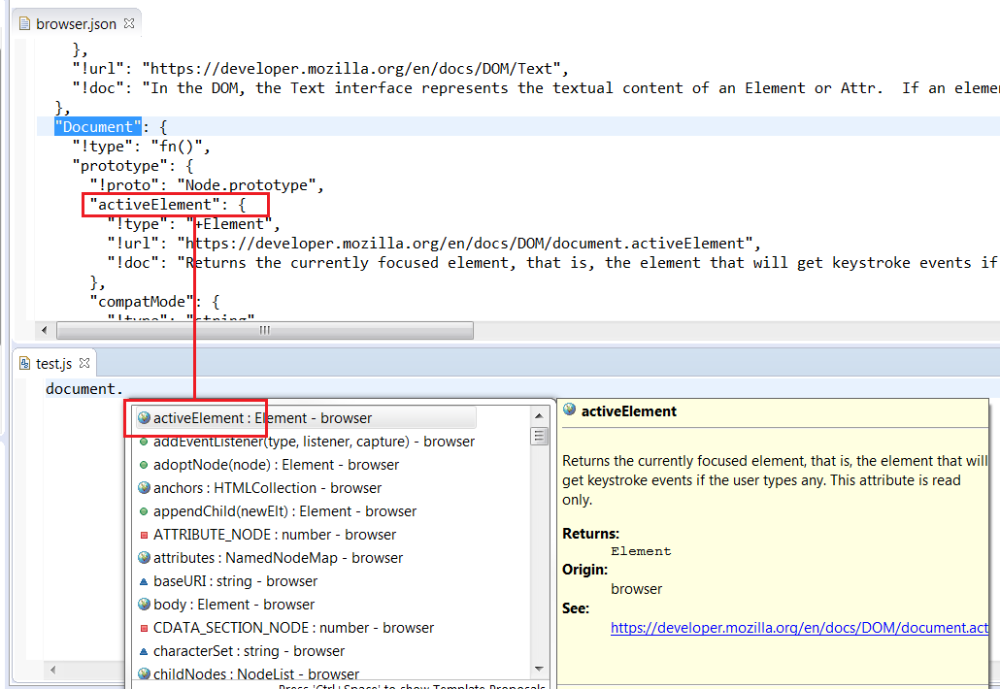 browser.json
},
"!url": "https://developer.mozilla.org/en/docs/DOM/Text",
"!doc": "In the DOM, the Text interface represents the textual content of an Element or Attr.  If an eleme
},
"Document": {
"!type": "fn()",
"prototype": {
"!proto": "Node.prototype",
"activeElement": {
"!type": "+Element",
"!url": "https://developer.mozilla.org/en/docs/DOM/document.activeElement",
"!doc": "Returns the currently focused element, that is, the element that will get keystroke events if
},
"compatMode": {
"!type": "string"
test.js
document.
activeElement : Element - browser
addEventListener(type, listener, capture) - browser
adoptNode(node) : Element - browser
anchors : HTMLCollection - browser
appendChild(newElt) : Element - browser
ATTRIBUTE_NODE : number - browser
attributes : NamedNodeMap - browser
baseURI : string - browser
body : Element - browser
CDATA_SECTION_NODE : number - browser
characterSet : string - browser
childNodes : NodeList - browser
Press 'Ctrl+Space' to show Template Proposals
activeElement
Returns the currently focused element, that is, the element that will
get keystroke events if the user types any. This attribute is read
only.
Returns:
Element
Origin:
browser
See:
https://developer.mozilla.org/en/docs/DOM/document.act